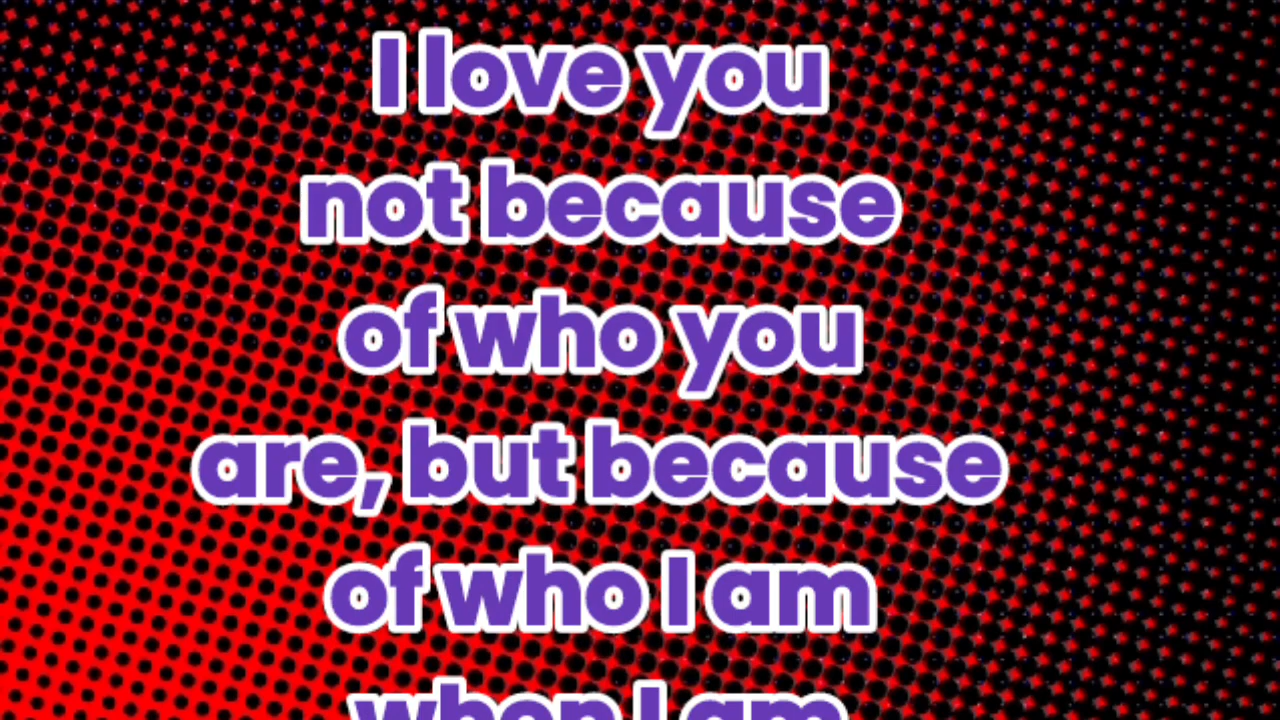 I love you
not because
of who you
are, but because
of who I am
when I am